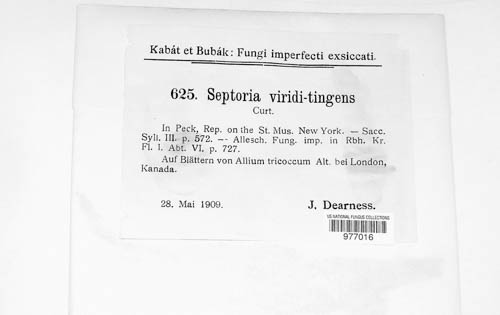 Kabát et Bubák: Fungi imperfecti exsiccati.
625. Septoria viridi-tingens
Curt.
In Peck, Rep. on the St. Mus. New York. — Sacc.
Syll. III. p. 572. — Allesch. Fung. imp. in Rbh. Kr.
Fl. I. Abt. VI. p. 727.
Auf Blättern von Allium tricoccum Alt. bei London,
Kanada.
28. Mai 1909. J. Dearness.
US NATIONAL FUNGUS COLLECTIONS
977016